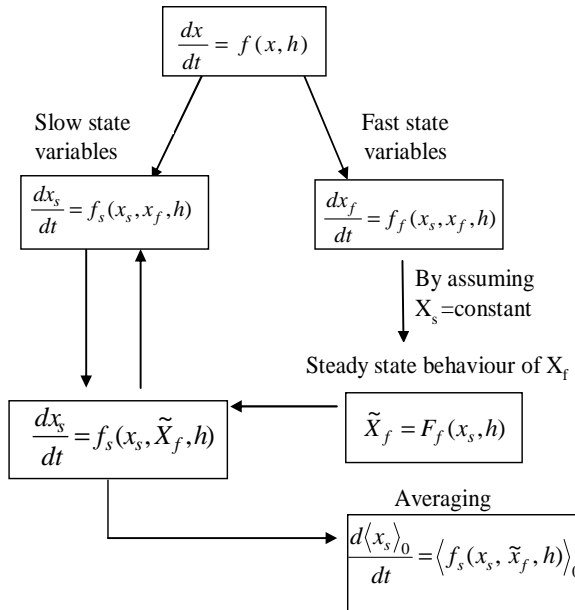 dx/dt = f(x,h)
Slow state
variables
Fast state
variables
dx_s/dt = f_s(x_s,x_f,h)
dx_f/dt = f_f(x_s,x_f,h)
By assuming
X_s=constant
Steady state behaviour of X_f
dx_s/dt = f_s(x_s,X̃_f,h)
X̃_f = F_f(x_s,h)
Averaging
d⟨x_s⟩_0/dt = ⟨f_s(x_s, x̃_f,h)⟩_0